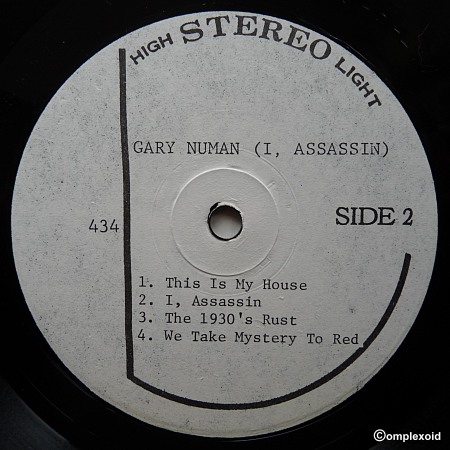 HIGH STEREO LIGHT
GARY NUMAN (I, ASSASSIN)
434
SIDE 2
1. This Is My House
2. I, Assassin
3. The 1930's Rust
4. We Take Mystery To Red
©omplexoid